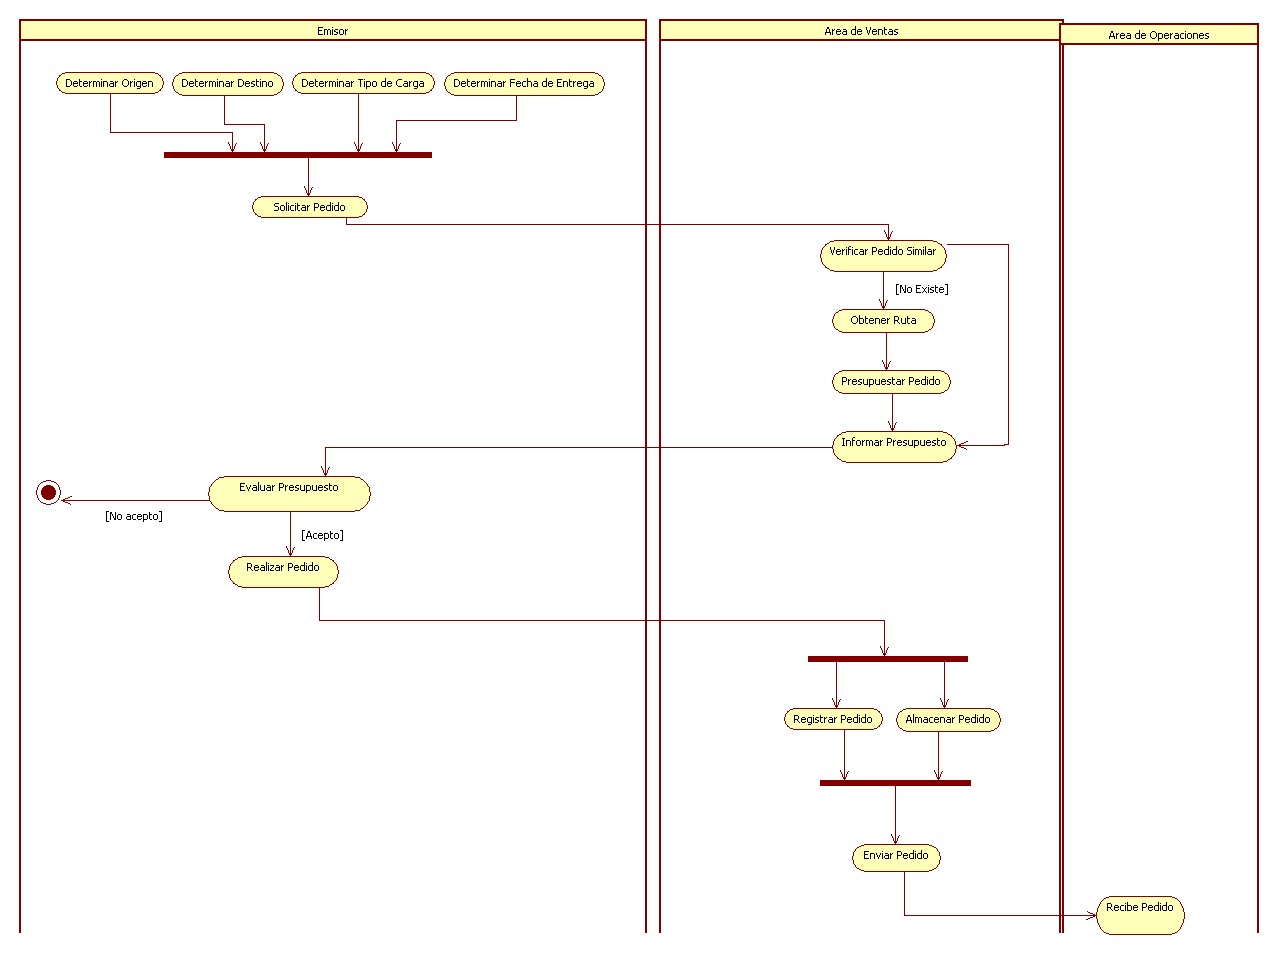 Emisor
Area de Ventas
Area de Operaciones
Determinar Origen
Determinar Destino
Determinar Tipo de Carga
Determinar Fecha de Entrega
Solicitar Pedido
Verificar Pedido Similar
[No Existe]
Obtener Ruta
Presupuestar Pedido
Informar Presupuesto
Evaluar Presupuesto
[No acepto]
[Acepto]
Realizar Pedido
Registrar Pedido
Almacenar Pedido
Enviar Pedido
Recibe Pedido